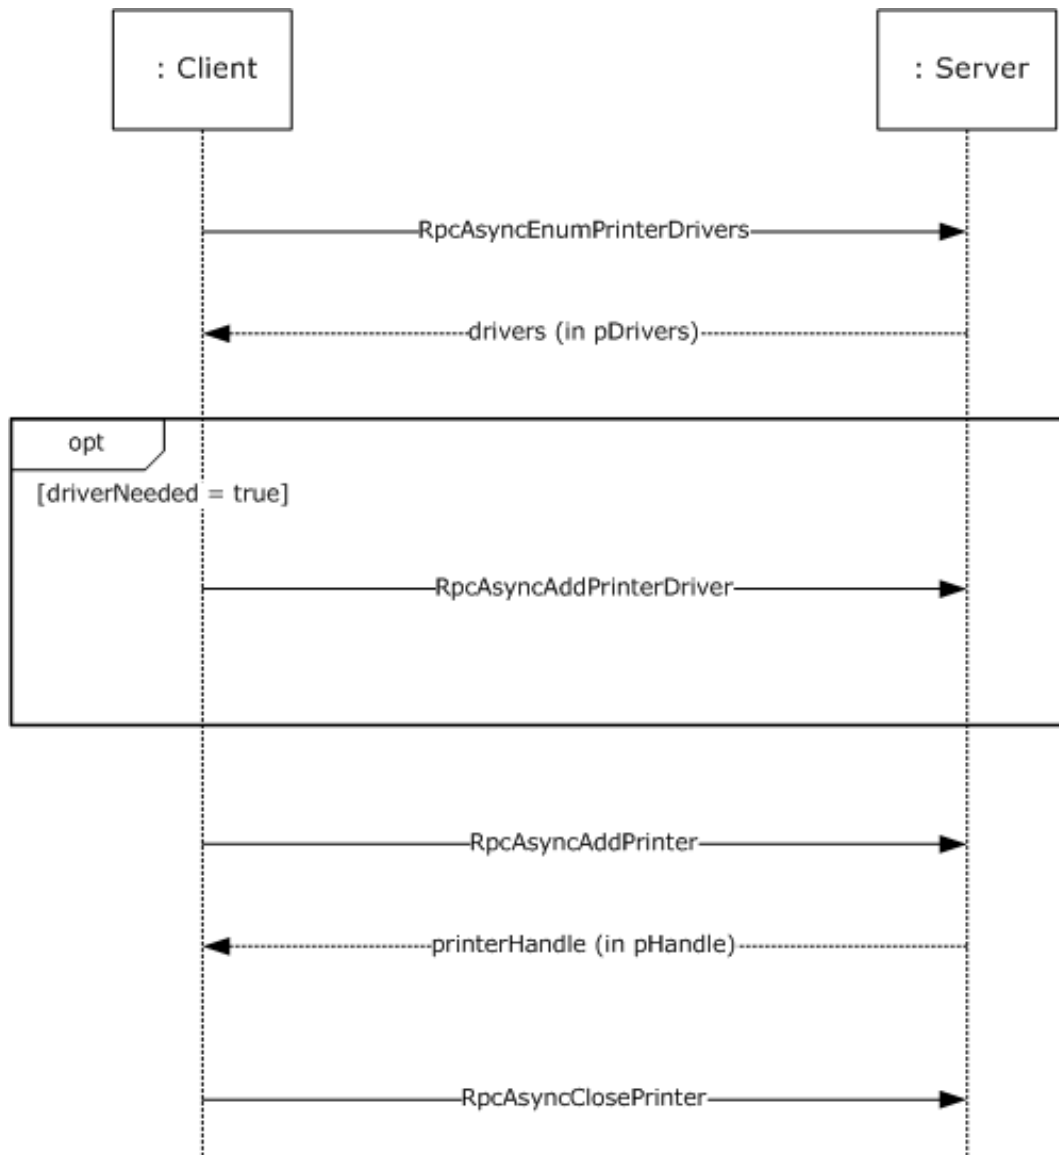 : Client
: Server
RpcAsyncEnumPrinterDrivers
drivers (in pDrivers)
opt
[driverNeeded = true]
RpcAsyncAddPrinterDriver
RpcAsyncAddPrinter
printerHandle (in pHandle)
RpcAsyncClosePrinter